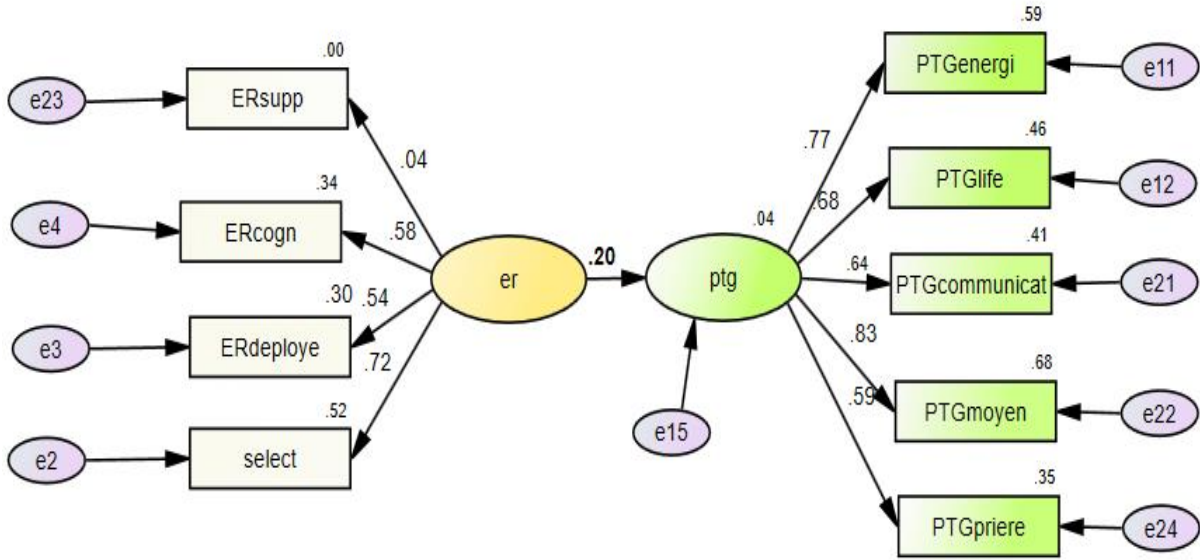 .00
e23
ERsupp
.04
.34
e4
ERcogn
.58
.30
.54
e3
ERdeploye
.72
.52
e2
select
er
.20
.04
ptg
e15
.59
PTGenergi
e11
.77
.46
PTGlife
e12
.68
.41
PTGcommunicat
e21
.64
.83
.68
PTGmoyen
e22
.59
.35
PTGpriere
e24